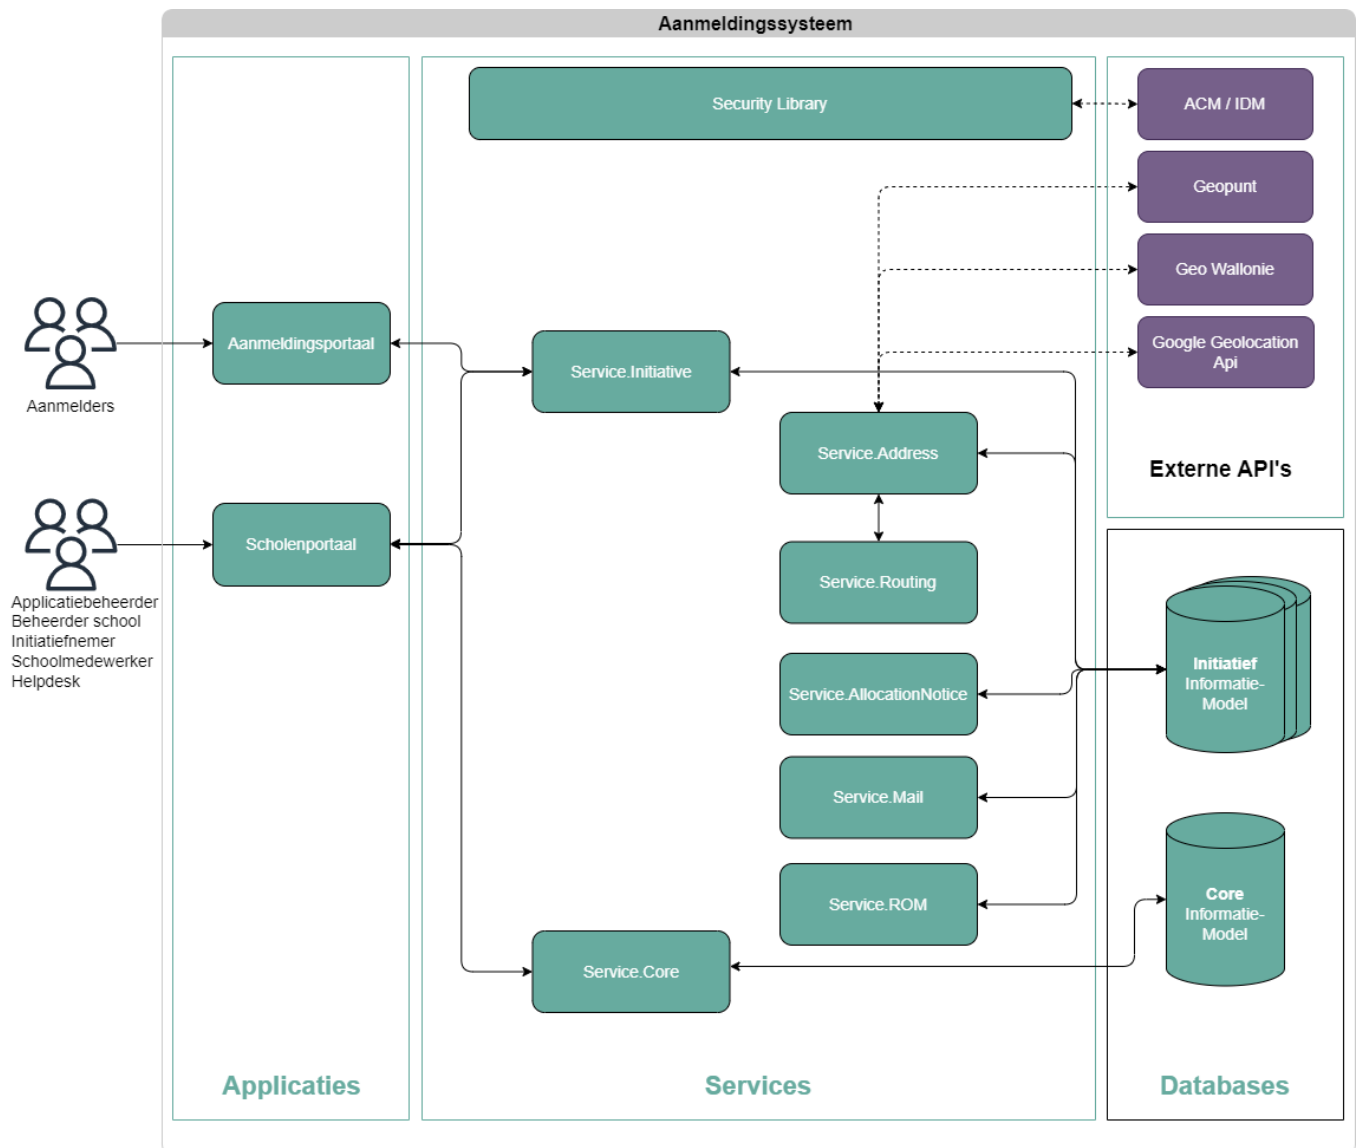 Aanmeldingssysteem
Security Library
ACM / IDM
Geopunt
Geo Wallonie
Google Geolocation
Api
Externe API's
Aanmelders
Aanmeldingsportaal
Service.Initiative
Service.Address
Applicatiebeheerder
Beheerder school
Initiatiefnemer
Schoolmedewerker
Helpdesk
Scholenportaal
Service.Routing
Service.AllocationNotice
Service.Mail
Service.ROM
Service.Core
Initiatief
Informatie-
Model
Core
Informatie-
Model
Applicaties
Services
Databases